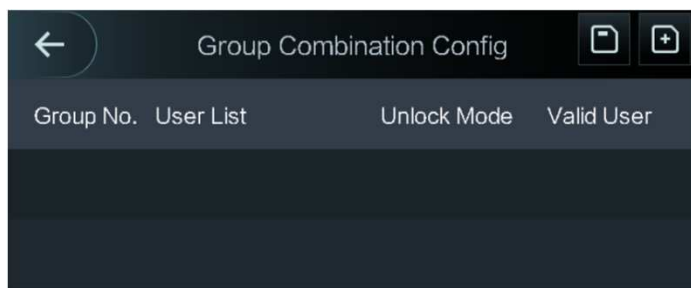 Group Combination Config
Group No. User List Unlock Mode Valid User